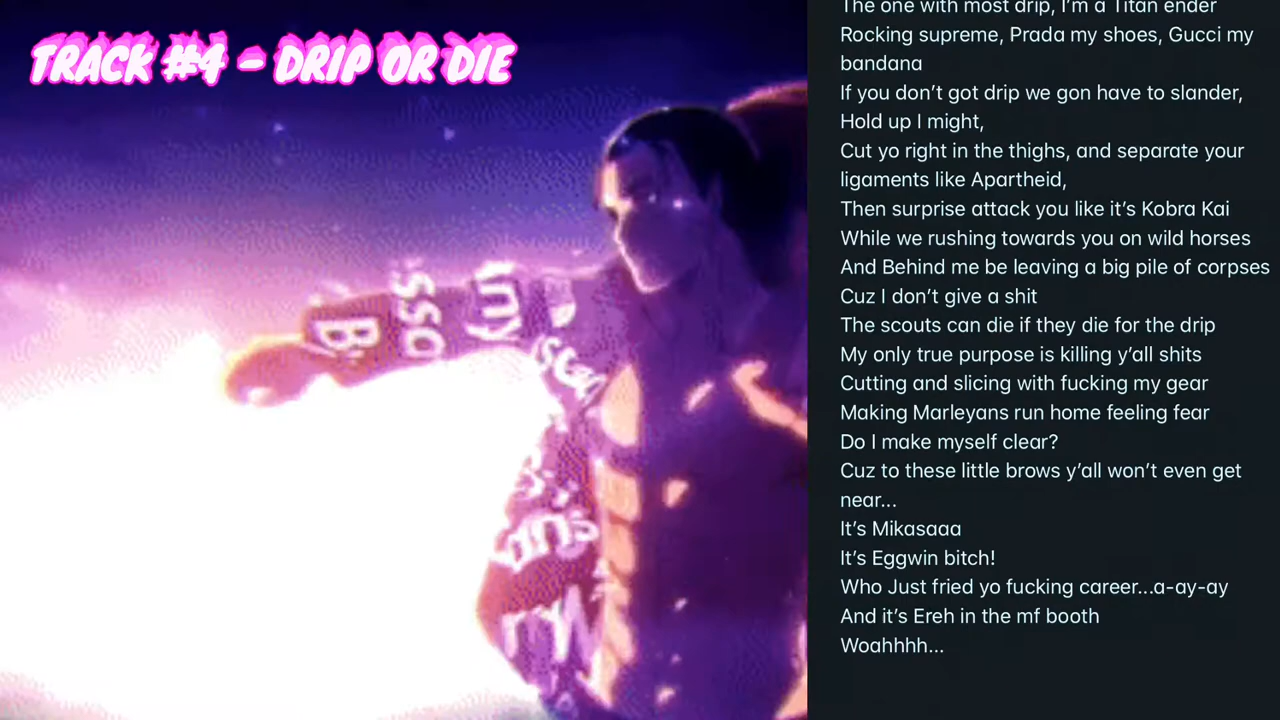 TRACK #4 - DRIP OR DIE
The one with most drip, I'm a Titan ender
Rocking supreme, Prada my shoes, Gucci my
bandana
If you don't got drip we gon have to slander,
Hold up I might,
Cut yo right in the thighs, and separate your
ligaments like Apartheid,
Then surprise attack you like it's Kobra Kai
While we rushing towards you on wild horses
And Behind me be leaving a big pile of corpses
Cuz I don't give a shit
The scouts can die if they die for the drip
My only true purpose is killing y'all shits
Cutting and slicing with fucking my gear
Making Marleyans run home feeling fear
Do I make myself clear?
Cuz to these little brows y'all won't even get
near...
It's Mikasaaa
It's Eggwin bitch!
Who Just fried yo fucking career...a-ay-ay
And it's Ereh in the mf booth
Woahhhh...